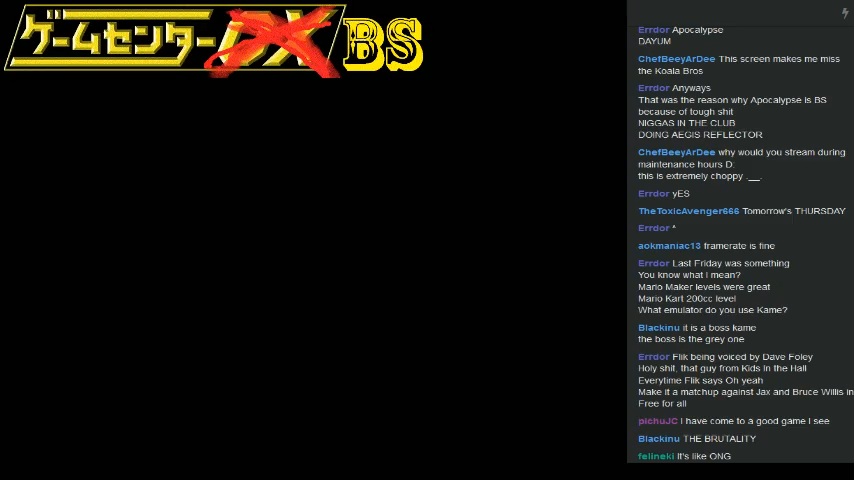 ゲームセンターDX BS
Errdor Apocalypse
DAYUM
ChefBeeyArDee This screen makes me miss
the Koala Bros
Errdor Anyways
That was the reason why Apocalypse is BS
because of tough shit
NIGGAS IN THE CLUB
DOING AEGIS REFLECTOR
ChefBeeyArDee why would you stream during
maintenance hours D:
this is extremely choppy .__.
Errdor yES
TheToxicAvenger666 Tomorrow's THURSDAY
Errdor ^
aokmaniac13 framerate is fine
Errdor Last Friday was something
You know what I mean?
Mario Maker levels were great
Mario Kart 200cc level
What emulator do you use Kame?
Blackinu it is a boss kame
the boss is the grey one
Errdor Flik being voiced by Dave Foley
Holy shit, that guy from Kids In the Hall
Everytime Flik says Oh yeah
Make it a matchup against Jax and Bruce Willis in
Free for all
pichuJC I have come to a good game I see
Blackinu THE BRUTALITY
felineki It's like ONG